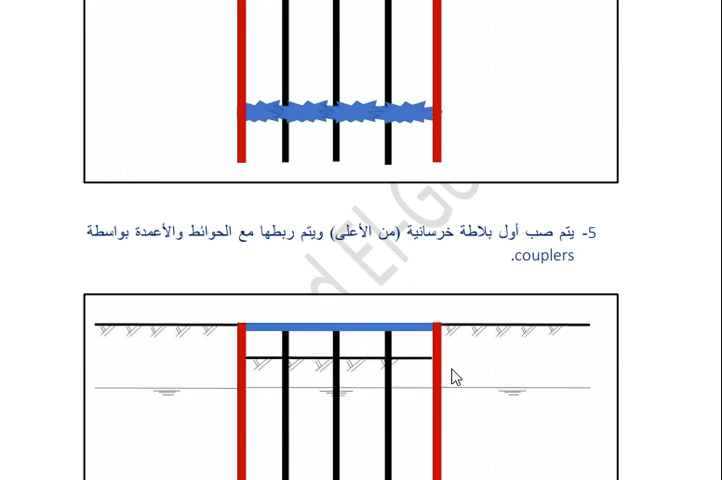 5- يتم صب أول بلاطة خرسانية (من الأعلى) ويتم ربطها مع الحوائط والأعمدة بواسطة
couplers.